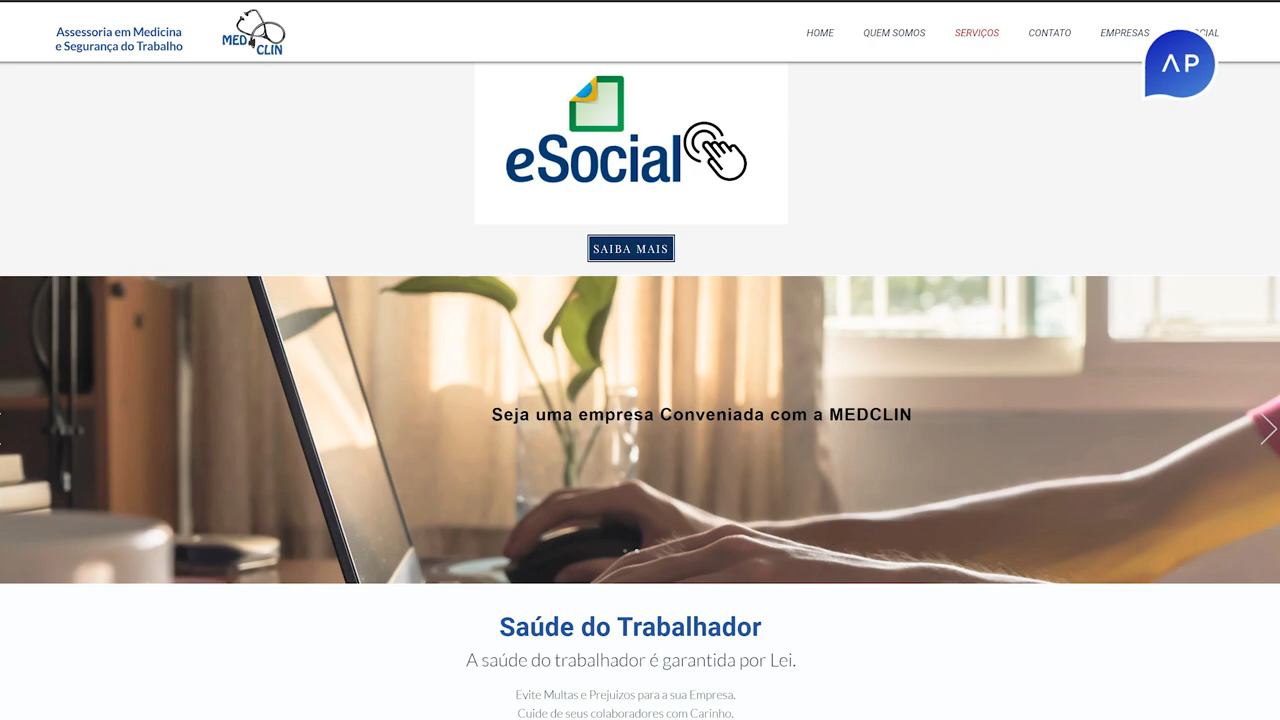 Assessoria em Medicina
e Segurança do Trabalho
MED CLIN
HOME QUEM SOMOS SERVIÇOS CONTATO EMPRESAS
AP
eSocial
SAIBA MAIS
Seja uma empresa Conveniada com a MEDCLIN
Saúde do Trabalhador
A saúde do trabalhador é garantida por Lei.
Evite Multas e Prejuizos para a sua Empresa.
Cuide de seus colaboradores com Carinho.